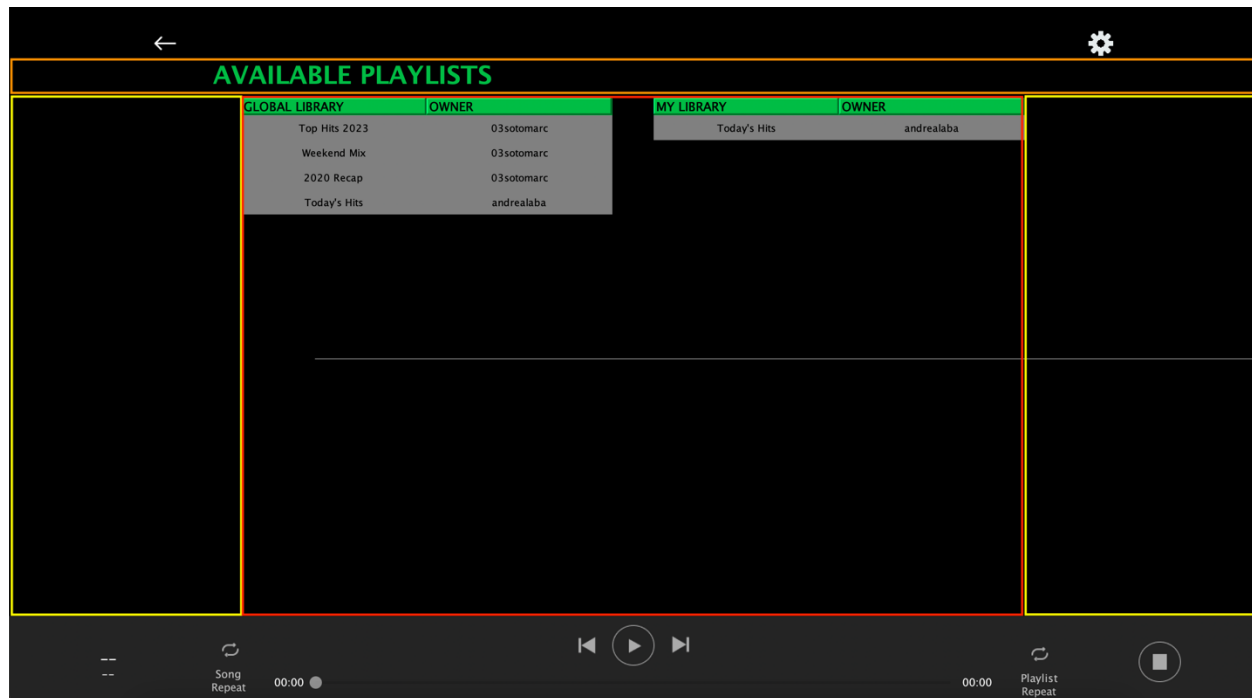 AVAILABLE PLAYLISTS
GLOBAL LIBRARY OWNER MY LIBRARY OWNER
Top Hits 2023 03sotomarc Today's Hits andrealaba
Weekend Mix 03sotomarc
2020 Recap 03sotomarc
Today's Hits andrealaba
--
--
Song
Repeat
00:00
00:00
Playlist
Repeat